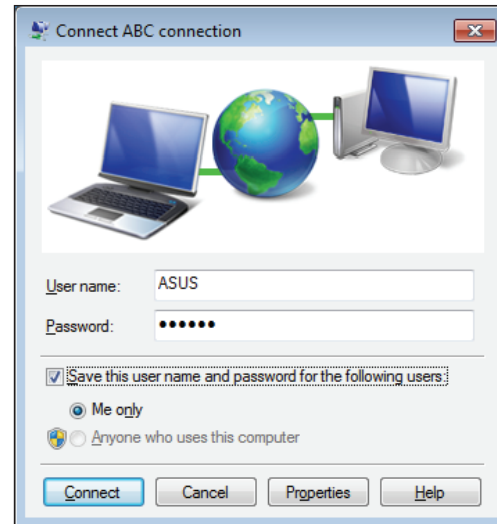 Connect ABC connection
User name: ASUS
Password: ••••••
Save this user name and password for the following users:
Me only
Anyone who uses this computer
Connect Cancel Properties Help